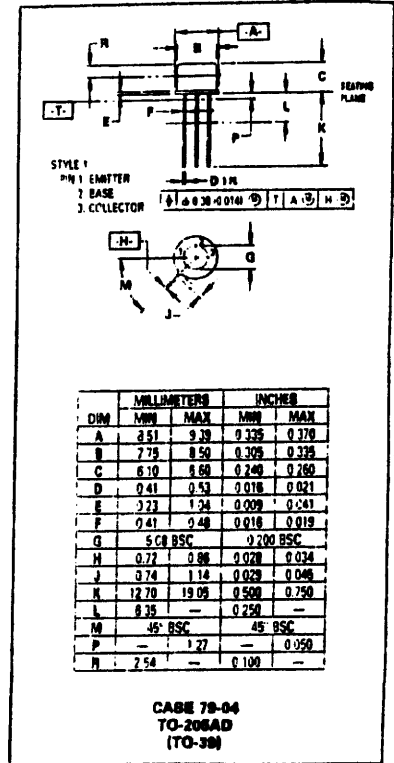 -A-
R
B
C
SEATING
PLANE
-T-
E
F
L
K
P
STYLE 1
PIN 1 EMITTER
2 BASE
3. COLLECTOR
D
T A H
-H-
G
M
J
MILLIMETERS INCHES
DIM MIN MAX MIN MAX
A 8.51 9.39 0.335 0.370
B 7.75 8.50 0.305 0.335
C 6.10 6.60 0.240 0.260
D 0.41 0.53 0.016 0.021
E 0.23 1.04 0.009 0.041
F 0.41 0.48 0.016 0.019
G 5.08 BSC 0.200 BSC
H 0.72 0.86 0.028 0.034
J 0.74 1.14 0.029 0.045
K 12.70 19.05 0.500 0.750
L 6.35 — 0.250 —
M 45° BSC 45° BSC
P — 1.27 — 0.050
R 2.54 — 0.100 —
CASE 79-04
TO-205AD
(TO-39)